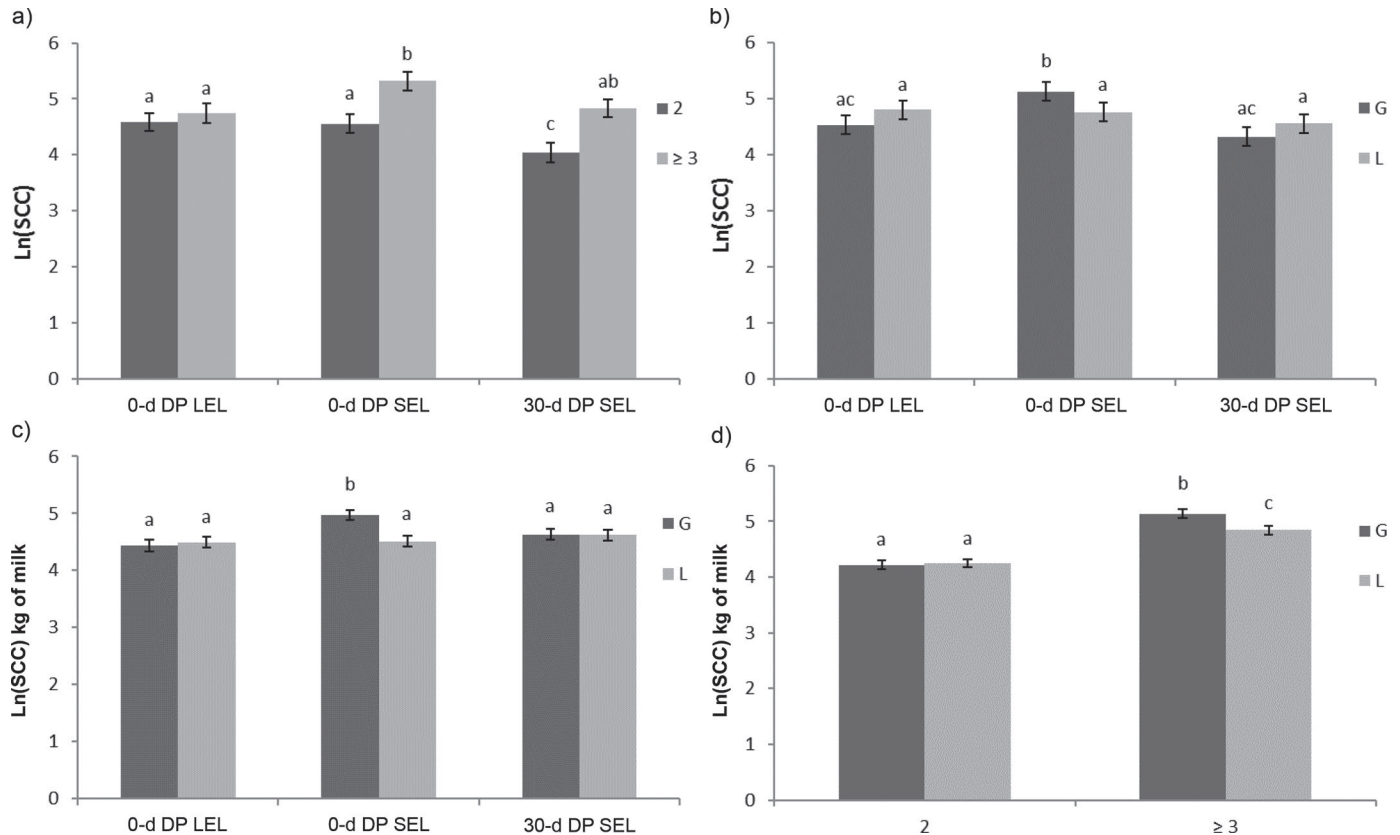 a)
Ln(SCC)
6
5
4
3
2
1
0
a
a
a
b
c
ab
0-d DP LEL
0-d DP SEL
30-d DP SEL
2
≥ 3
b)
Ln(SCC)
6
5
4
3
2
1
0
ac
a
b
a
ac
a
0-d DP LEL
0-d DP SEL
30-d DP SEL
G
L
c)
Ln(SCC) kg of milk
6
5
4
3
2
1
0
a
a
b
a
a
a
0-d DP LEL
0-d DP SEL
30-d DP SEL
G
L
d)
Ln(SCC) kg of milk
6
5
4
3
2
1
0
a
a
b
c
2
≥ 3
G
L